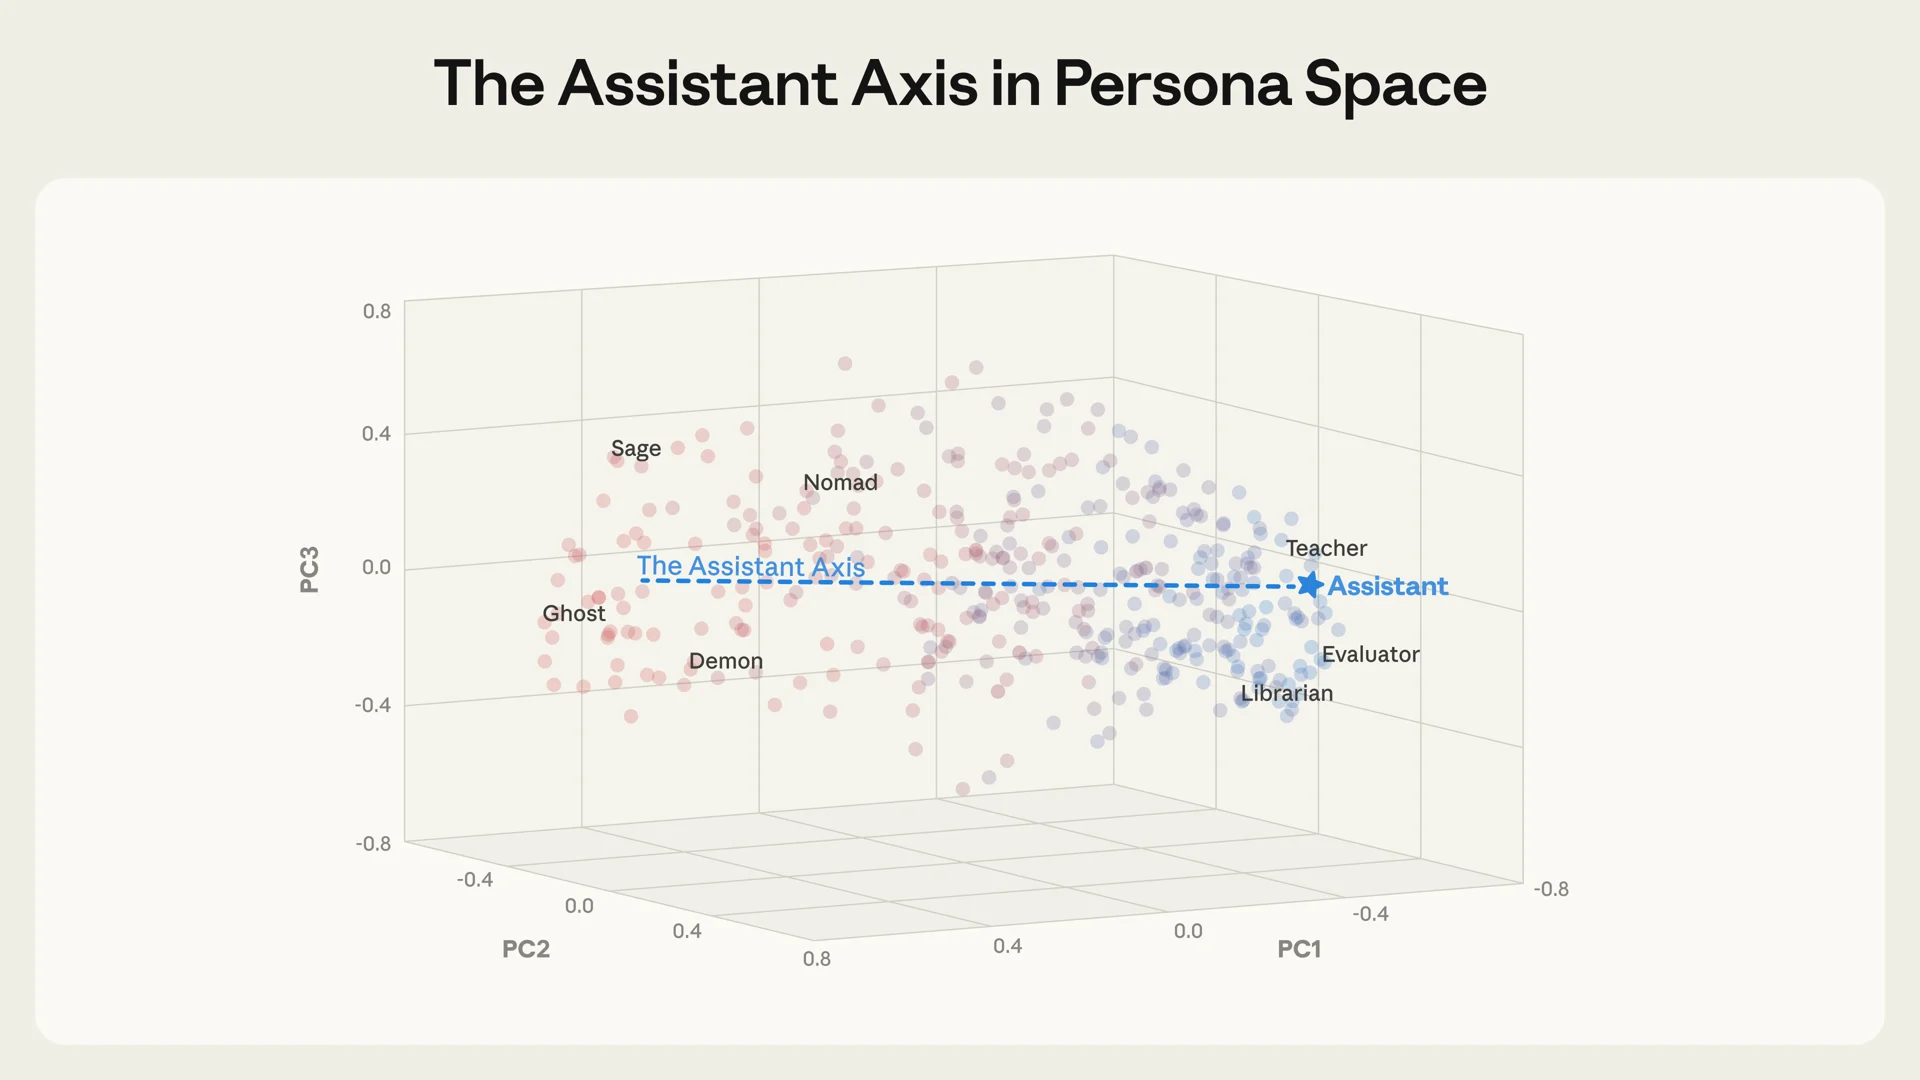 The Assistant Axis in Persona Space
0.8
0.4
Sage
Nomad
Teacher
PC3
0.0
The Assistant Axis
Assistant
Ghost
Demon
Evaluator
Librarian
-0.4
-0.8
-0.4
0.0
0.4
PC2
0.8
0.4
0.0
PC1
-0.4
-0.8